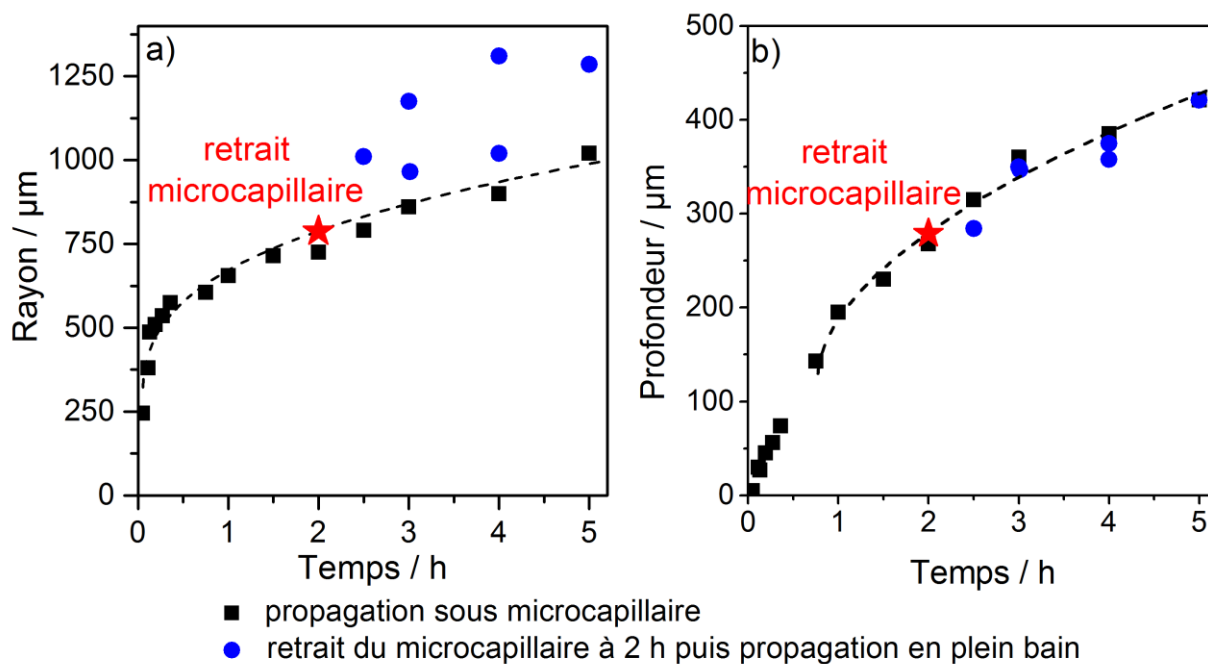 a)
1250
1000
750
500
250
0
Rayon / µm
retrait
microcapillaire
0 1 2 3 4 5
Temps / h
b)
500
400
300
200
100
0
Profondeur / µm
retrait
microcapillaire
0 1 2 3 4 5
Temps / h
propagation sous microcapillaire
retrait du microcapillaire à 2 h puis propagation en plein bain